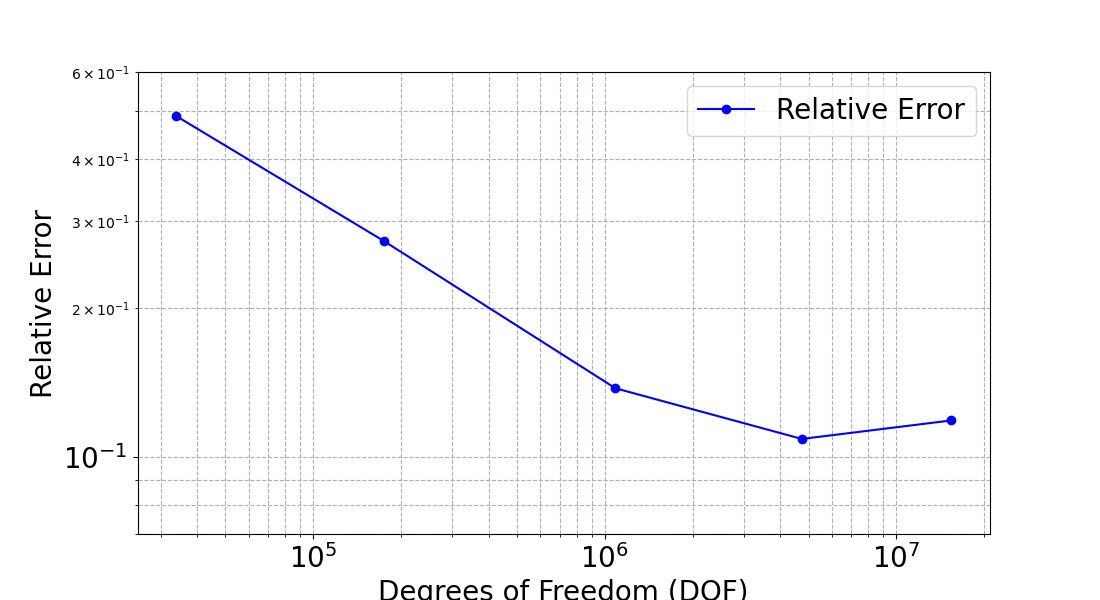 6 × 10⁻¹
Relative Error
4 × 10⁻¹
3 × 10⁻¹
2 × 10⁻¹
10⁻¹
Relative Error
10⁵ 10⁶ 10⁷
Degrees of Freedom (DOF)